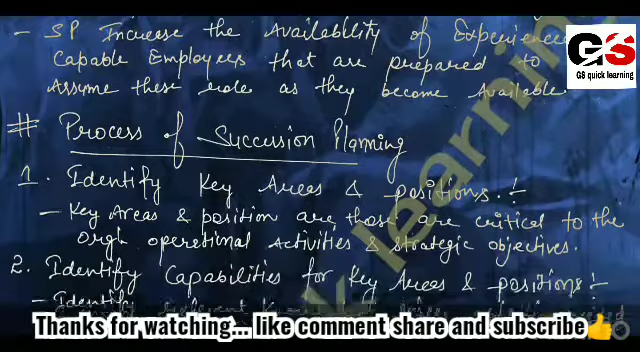 - SP Increase the Availability of Experience
Capable Employees that are prepared to
Assume these role as they become Available
GS
GS quick learning
# Process of Succession Planning
1. Identify Key Areas & positions :-
- Key Areas & position are those are critical to the
orgn operational Activities & strategic objectives.
2. Identify Capabilities for Key Areas & positions :-
- Identify
k learning
Thanks for watching... like comment share and subscribe👍